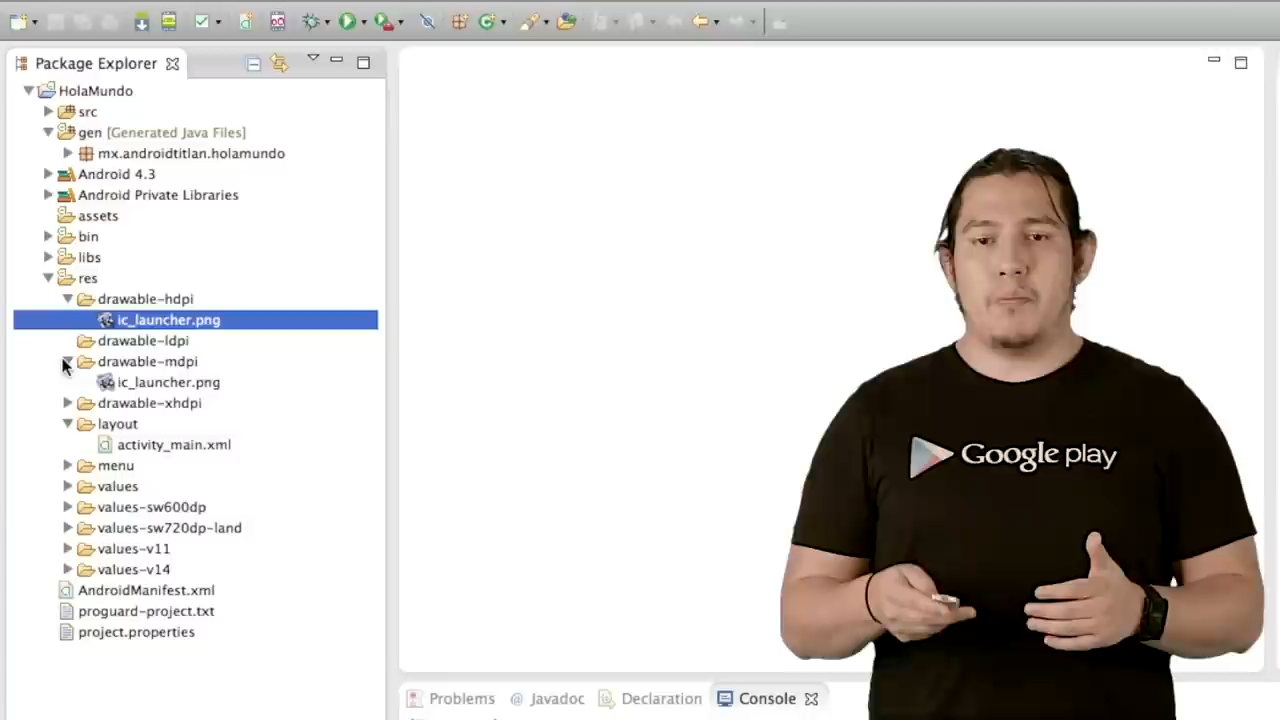 Package Explorer
HolaMundo
src
gen [Generated Java Files]
mx.androidtitlan.holamundo
Android 4.3
Android Private Libraries
assets
bin
libs
res
drawable-hdpi
ic_launcher.png
drawable-ldpi
drawable-mdpi
ic_launcher.png
drawable-xhdpi
layout
activity_main.xml
menu
values
values-sw600dp
values-sw720dp-land
values-v11
values-v14
AndroidManifest.xml
proguard-project.txt
project.properties
Google play
Problems @ Javadoc Declaration Console